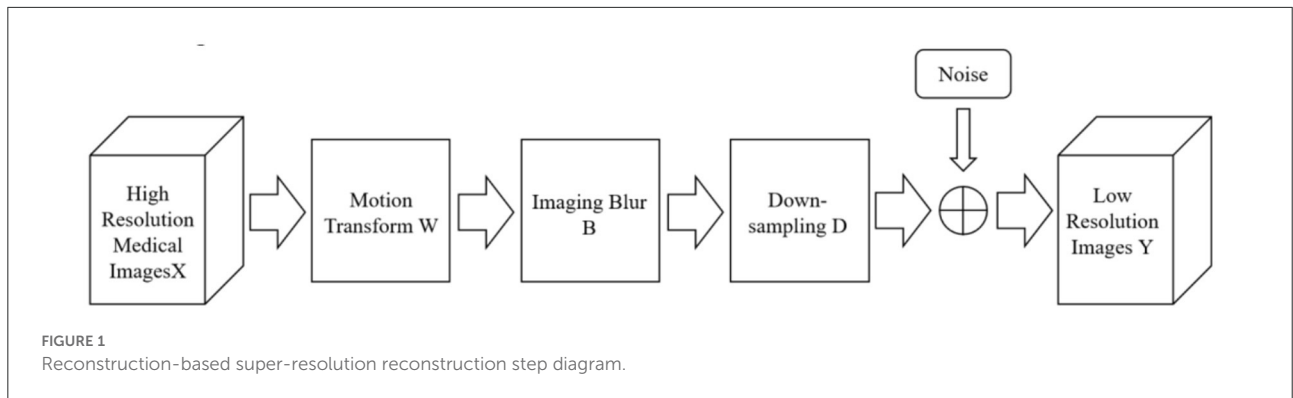 Noise
High
Resolution
Medical
ImagesX
Motion
Transform W
Imaging Blur
B
Down-
sampling D
Low
Resolution
Images Y
FIGURE 1
Reconstruction-based super-resolution reconstruction step diagram.